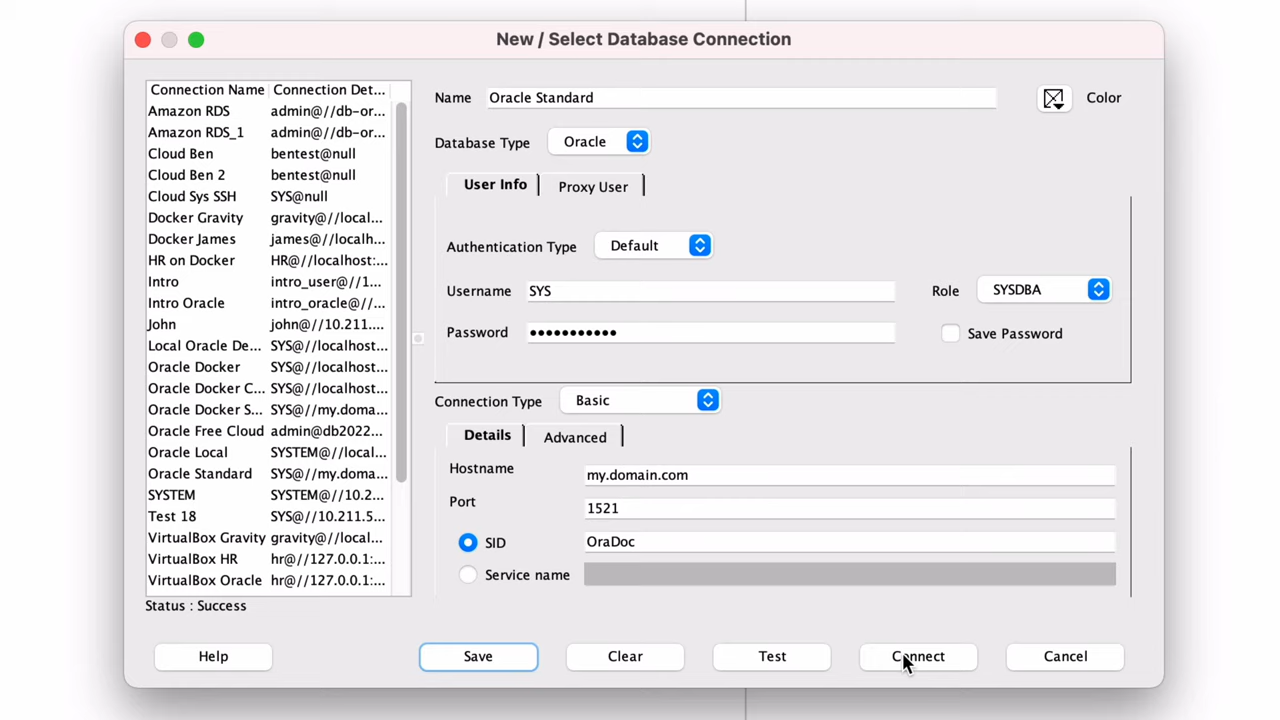 New / Select Database Connection
Connection Name Connection Det...
Amazon RDS admin@//db-or...
Amazon RDS_1 admin@//db-or...
Cloud Ben bentest@null
Cloud Ben 2 bentest@null
Cloud Sys SSH SYS@null
Docker Gravity gravity@//local...
Docker James james@//localh...
HR on Docker HR@//localhost:...
Intro intro_user@//1...
Intro Oracle intro_oracle@//...
John john@//10.211....
Local Oracle De... SYS@//localhost...
Oracle Docker SYS@//localhost...
Oracle Docker C... SYS@//localhost...
Oracle Docker S... SYS@//my.doma...
Oracle Free Cloud admin@db2022...
Oracle Local SYSTEM@//local...
Oracle Standard SYS@//my.doma...
SYSTEM SYSTEM@//10.2...
Test 18 SYS@//10.211.5...
VirtualBox Gravity gravity@//local...
VirtualBox HR hr@//127.0.0.1:...
VirtualBox Oracle hr@//127.0.0.1:...
Status : Success
Name Oracle Standard Color
Database Type Oracle
User Info Proxy User
Authentication Type Default
Username SYS Role SYSDBA
Password ●●●●●●●●●●● Save Password
Connection Type Basic
Details Advanced
Hostname my.domain.com
Port 1521
SID OraDoc
Service name
Help Save Clear Test Connect Cancel